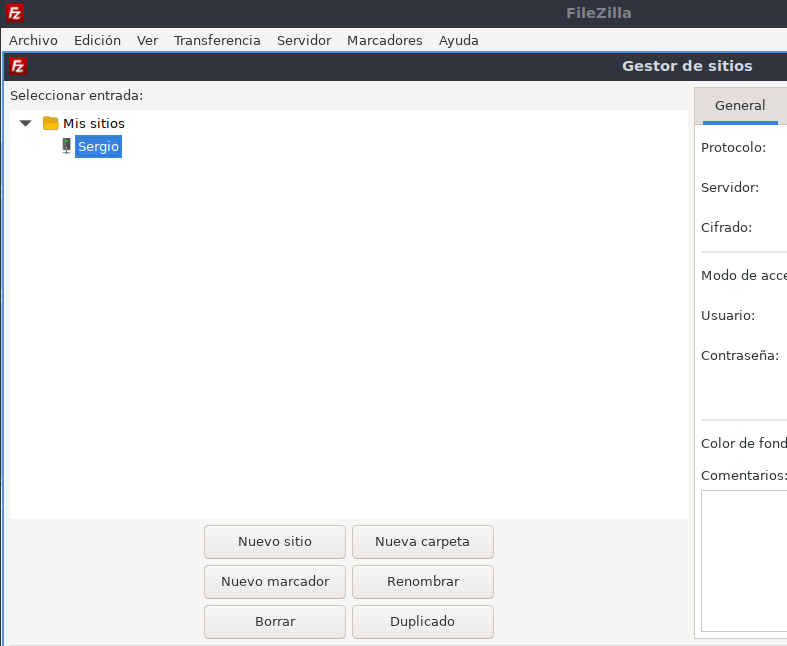 FileZilla
Archivo Edición Ver Transferencia Servidor Marcadores Ayuda
Gestor de sitios
Seleccionar entrada:
Mis sitios
Sergio
Nuevo sitio Nueva carpeta
Nuevo marcador Renombrar
Borrar Duplicado
General
Protocolo:
Servidor:
Cifrado:
Modo de acce
Usuario:
Contraseña:
Color de fond
Comentarios: